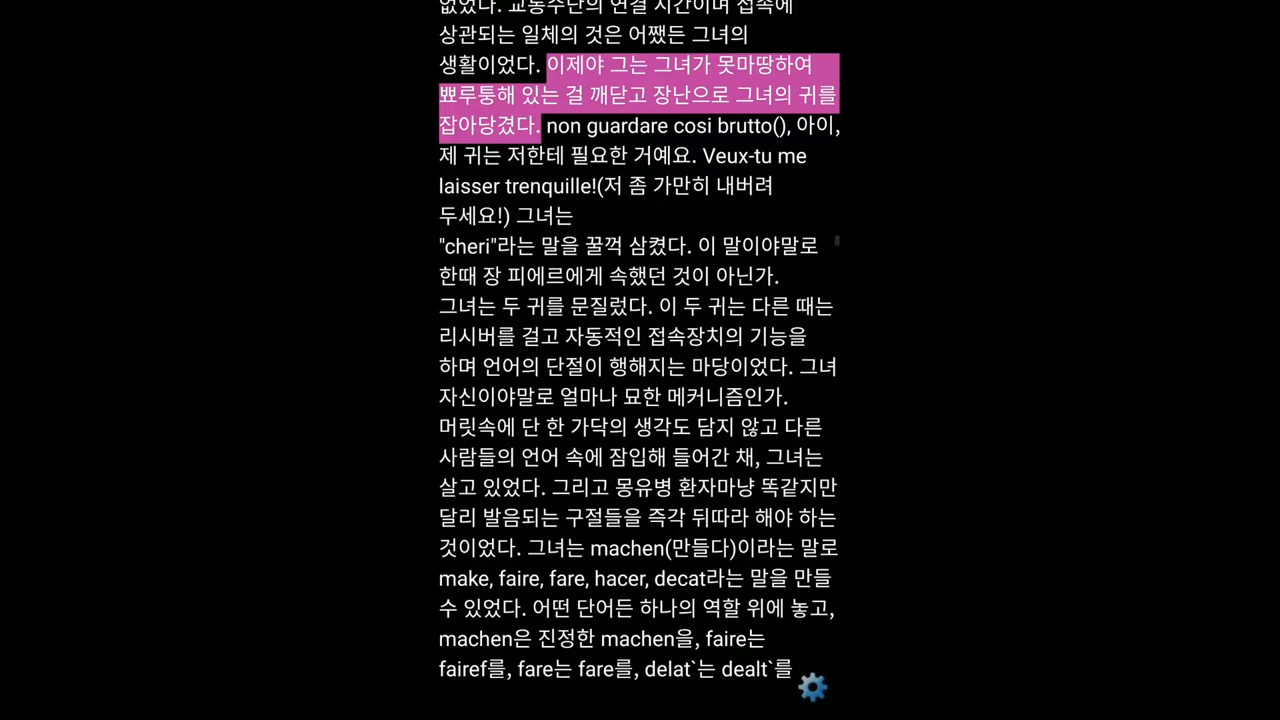 없었다. 교통수단의 연결 시간이며 접속에
상관되는 일체의 것은 어쨌든 그녀의
생활이었다. 이제야 그는 그녀가 못마땅하여
뾰루퉁해 있는 걸 깨닫고 장난으로 그녀의 귀를
잡아당겼다. non guardare cosi brutto(), 아이,
제 귀는 저한테 필요한 거예요. Veux-tu me
laisser trenquille!(저 좀 가만히 내버려
두세요!) 그녀는
"cheri"라는 말을 꿀꺽 삼켰다. 이 말이야말로
한때 장 피에르에게 속했던 것이 아닌가.
그녀는 두 귀를 문질렀다. 이 두 귀는 다른 때는
리시버를 걸고 자동적인 접속장치의 기능을
하며 언어의 단절이 행해지는 마당이었다. 그녀
자신이야말로 얼마나 묘한 메커니즘인가.
머릿속에 단 한 가닥의 생각도 담지 않고 다른
사람들의 언어 속에 잠입해 들어간 채, 그녀는
살고 있었다. 그리고 몽유병 환자마냥 똑같지만
달리 발음되는 구절들을 즉각 뒤따라 해야 하는
것이었다. 그녀는 machen(만들다)이라는 말로
make, faire, fare, hacer, decat라는 말을 만들
수 있었다. 어떤 단어든 하나의 역할 위에 놓고,
machen은 진정한 machen을, faire는
fairef를, fare는 fare를, delat`는 dealt`를